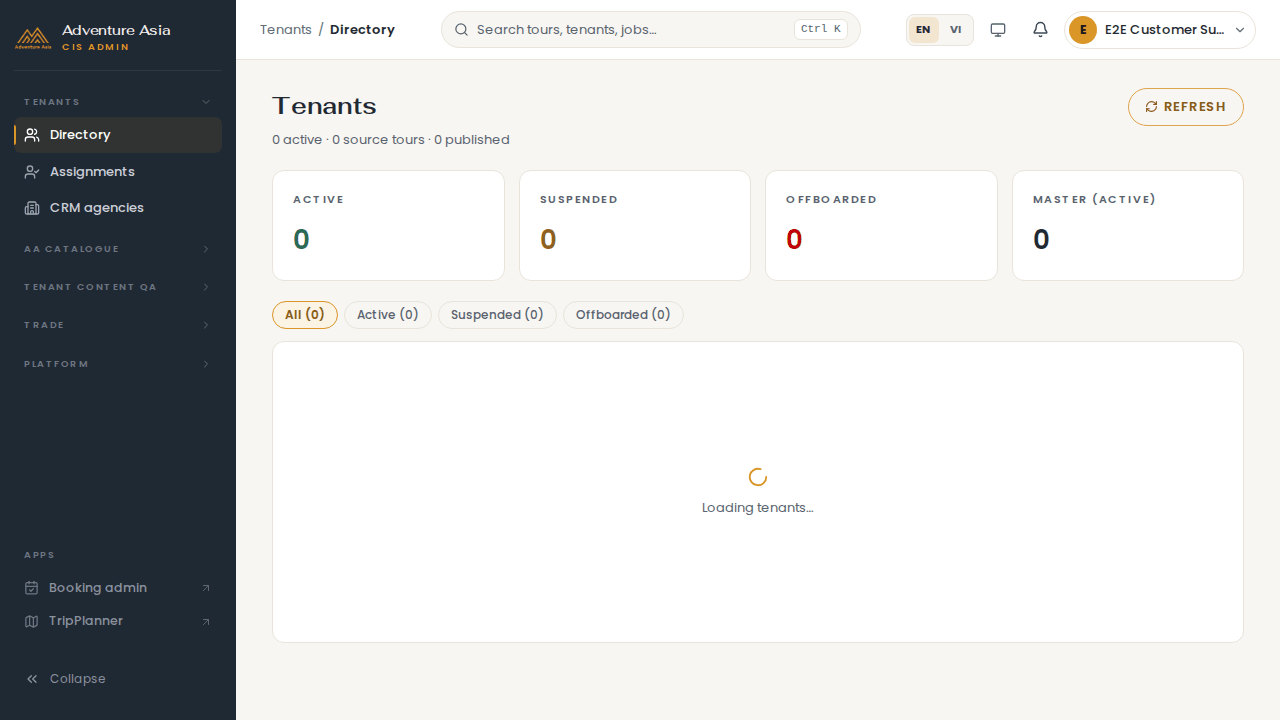 Adventure Asia
CIS ADMIN
Adventure Asia
TENANTS
Directory
Assignments
CRM agencies
AA CATALOGUE
TENANT CONTENT QA
TRADE
PLATFORM
APPS
Booking admin
TripPlanner
Collapse
Tenants / Directory
Search tours, tenants, jobs...
Ctrl K
EN
VI
E
E2E Customer Su...
Tenants
REFRESH
0 active · 0 source tours · 0 published
ACTIVE
0
SUSPENDED
0
OFFBOARDED
0
MASTER (ACTIVE)
0
All (0)
Active (0)
Suspended (0)
Offboarded (0)
Loading tenants...